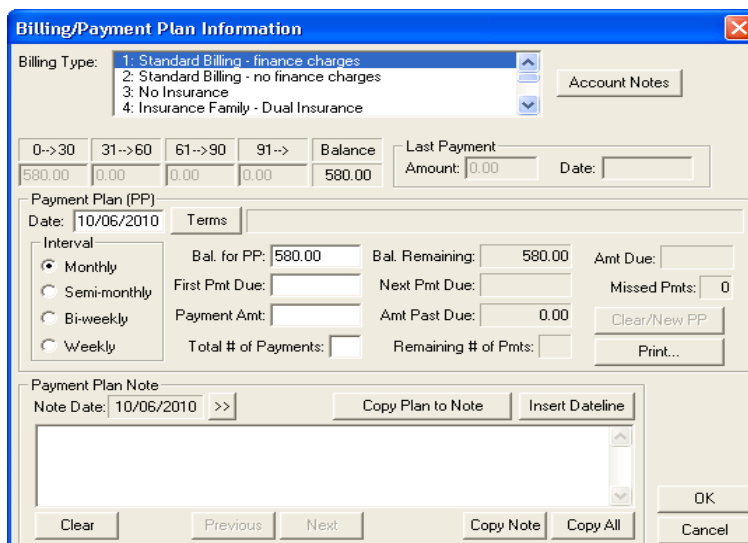 Billing/Payment Plan Information
Billing Type:
1: Standard Billing - finance charges
2: Standard Billing - no finance charges
3: No Insurance
4: Insurance Family - Dual Insurance
Account Notes
0-->30 31-->60 61-->90 91--> Balance
580.00 0.00 0.00 0.00 580.00
Last Payment
Amount: 0.00 Date:
Payment Plan (PP)
Date: 10/06/2010 Terms
Interval
Monthly
Semi-monthly
Bi-weekly
Weekly
Bal. for PP: 580.00 Bal. Remaining: 580.00 Amt Due:
First Pmt Due: Next Pmt Due: Missed Pmts: 0
Payment Amt: Amt Past Due: 0.00 Clear/New PP
Total # of Payments: Remaining # of Pmts: Print...
Payment Plan Note
Note Date: 10/06/2010 >> Copy Plan to Note Insert Dateline
OK
Clear Previous Next Copy Note Copy All Cancel